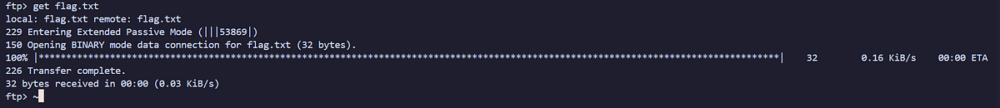 ftp> get flag.txt
local: flag.txt remote: flag.txt
229 Entering Extended Passive Mode (|||53869|)
150 Opening BINARY mode data connection for flag.txt (32 bytes).
100% |***********************************************************************************************************************************| 32 0.16 KiB/s 00:00 ETA
226 Transfer complete.
32 bytes received in 00:00 (0.03 KiB/s)
ftp> ~